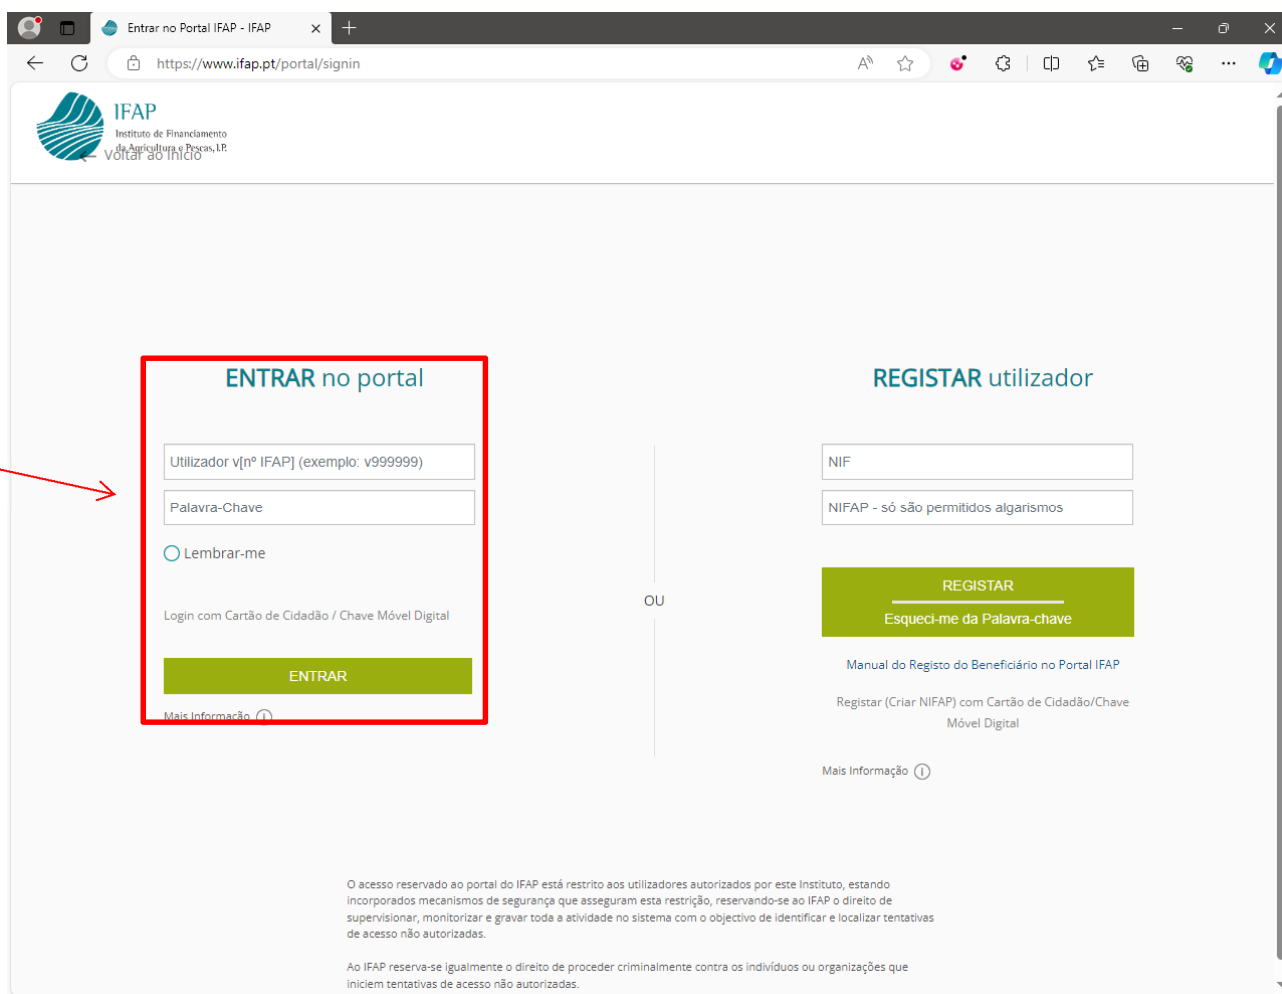 Entrar no Portal IFAP - IFAP
https://www.ifap.pt/portal/signin
IFAP
Instituto de Financiamento
da Agricultura e Pescas, I.P.
Voltar ao Início
ENTRAR no portal
Utilizador v[nº IFAP] (exemplo: v999999)
Palavra-Chave
Lembrar-me
Login com Cartão de Cidadão / Chave Móvel Digital
ENTRAR
Mais Informação
OU
REGISTAR utilizador
NIF
NIFAP - só são permitidos algarismos
REGISTAR
Esqueci-me da Palavra-chave
Manual do Registo do Beneficiário no Portal IFAP
Registar (Criar NIFAP) com Cartão de Cidadão/Chave
Móvel Digital
Mais Informação
O acesso reservado ao portal do IFAP está restrito aos utilizadores autorizados por este Instituto, estando
incorporados mecanismos de segurança que asseguram esta restrição, reservando-se ao IFAP o direito de
supervisionar, monitorizar e gravar toda a atividade no sistema com o objectivo de identificar e localizar tentativas
de acesso não autorizadas.
Ao IFAP reserva-se igualmente o direito de proceder criminalmente contra os indivíduos ou organizações que
iniciem tentativas de acesso não autorizadas.